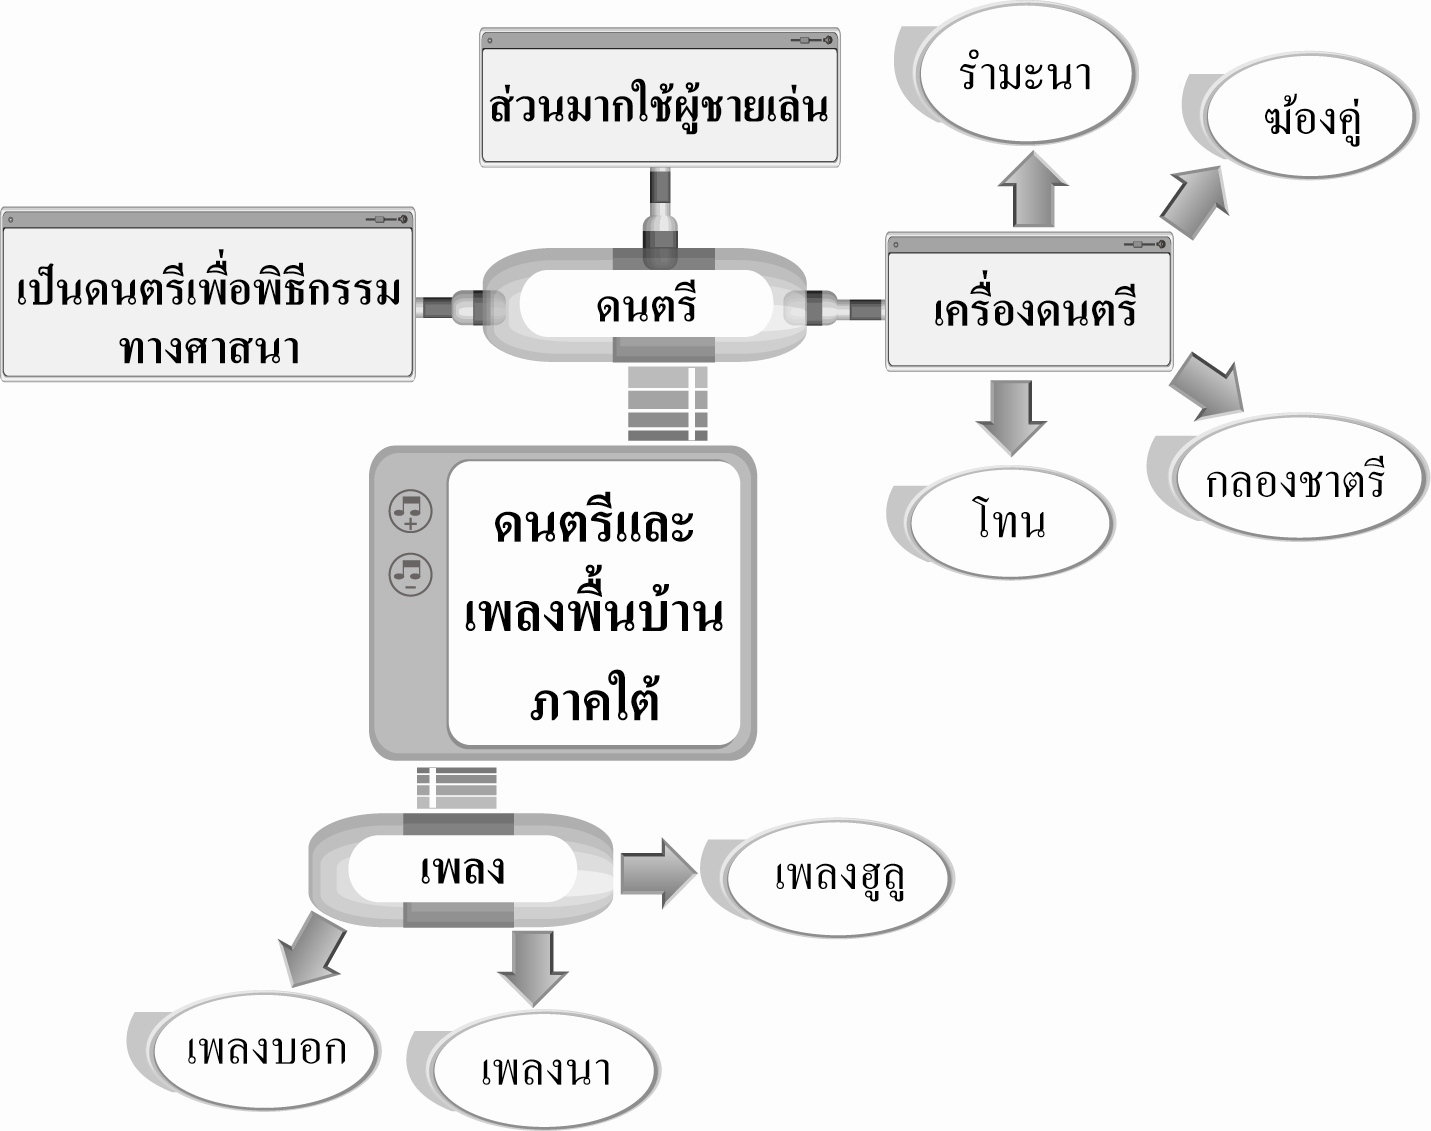 ส่วนมากใช้ผู้ชายเล่น
รำมะนา
ฆ้องคู่
เป็นดนตรีเพื่อพิธีกรรม
ทางศาสนา
ดนตรี
เครื่องดนตรี
กลองชาตรี
โทน
ดนตรีและ
เพลงพื้นบ้าน
ภาคใต้
เพลง
เพลงฮูลู
เพลงบอก
เพลงนา